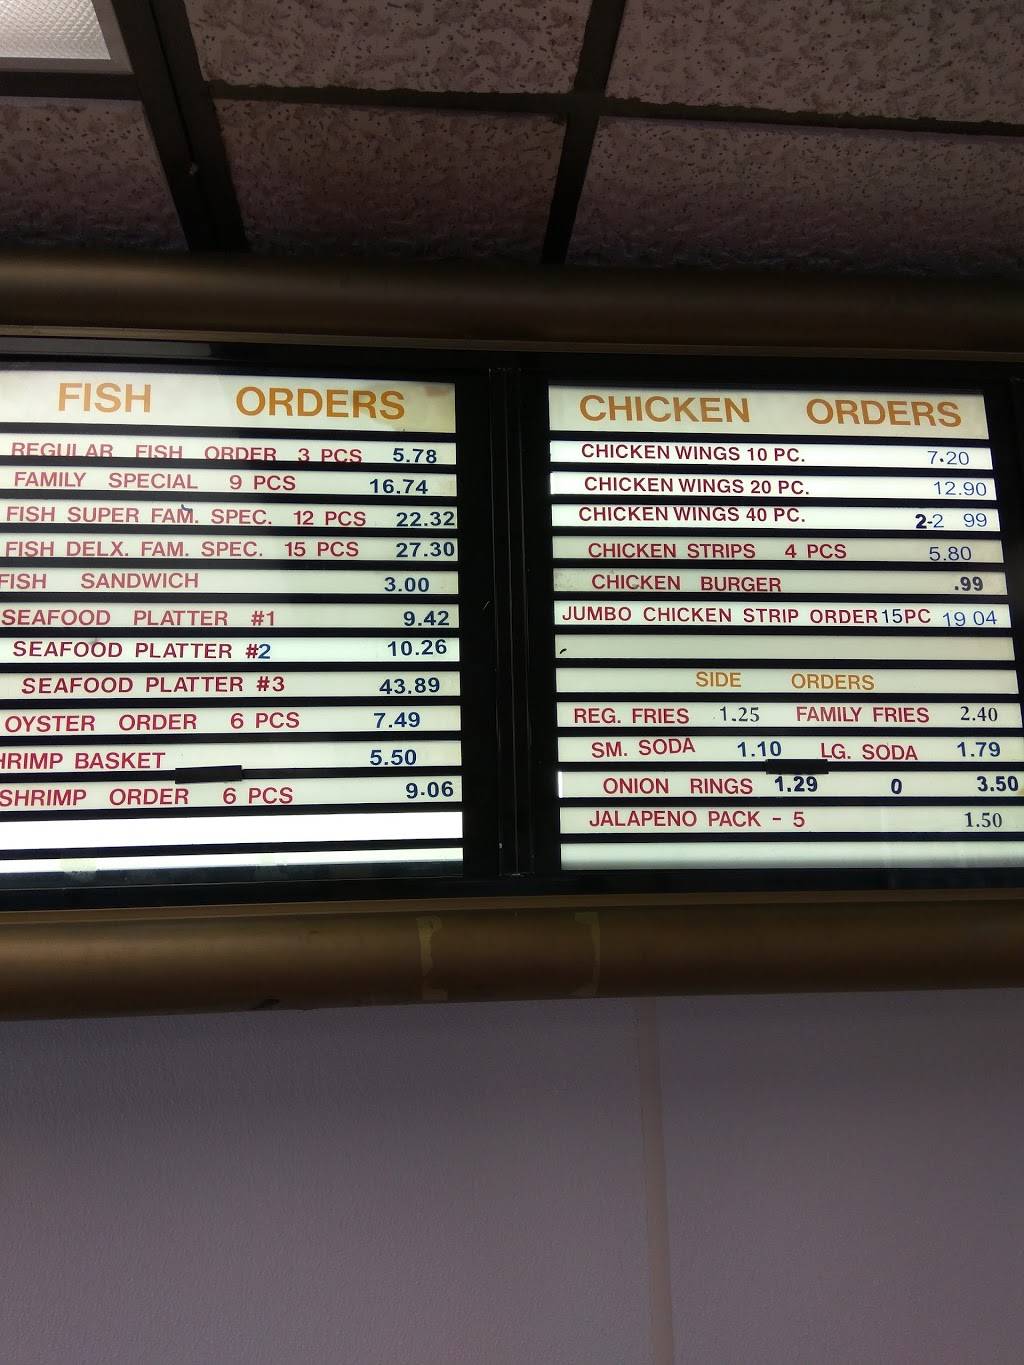 FISH ORDERS
REGULAR FISH ORDER 3 PCS 5.78
FAMILY SPECIAL 9 PCS 16.74
FISH SUPER FAM. SPEC. 12 PCS 22.32
FISH DELX. FAM. SPEC. 15 PCS 27.30
FISH SANDWICH 3.00
SEAFOOD PLATTER #1 9.42
SEAFOOD PLATTER #2 10.26
SEAFOOD PLATTER #3 43.89
OYSTER ORDER 6 PCS 7.49
HRIMP BASKET 5.50
SHRIMP ORDER 6 PCS 9.06
CHICKEN ORDERS
CHICKEN WINGS 10 PC. 7.20
CHICKEN WINGS 20 PC. 12.90
CHICKEN WINGS 40 PC. 2-2 99
CHICKEN STRIPS 4 PCS 5.80
CHICKEN BURGER .99
JUMBO CHICKEN STRIP ORDER 15PC 19 04
SIDE ORDERS
REG. FRIES 1.25 FAMILY FRIES 2.40
SM. SODA 1.10 LG. SODA 1.79
ONION RINGS 1.29 0 3.50
JALAPENO PACK - 5 1.50